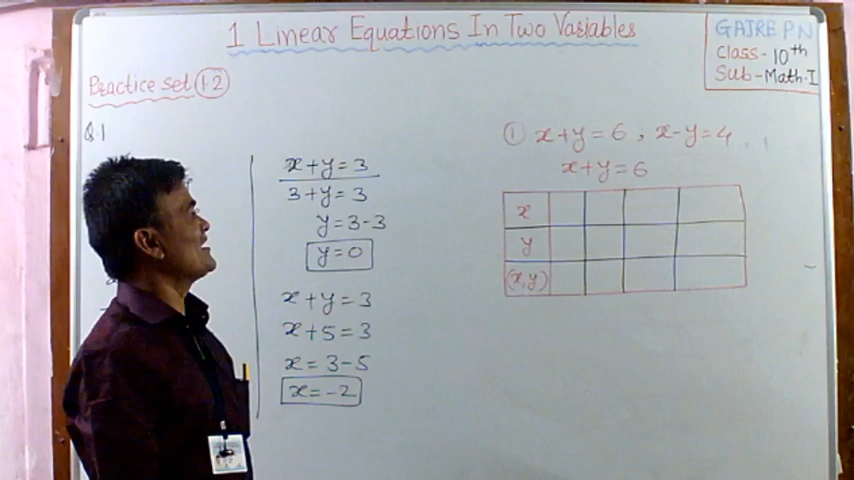 1 Linear Equations In Two Variables
GAIRE P N
Class - 10th
Sub - Math-I
Practice Set 1.2
Q.1
x+y=3
3+y=3
y=3-3
y=0
x+y=3
x+5=3
x=3-5
x=-2
① x+y=6, x-y=4
x+y=6
x
y
(x,y)